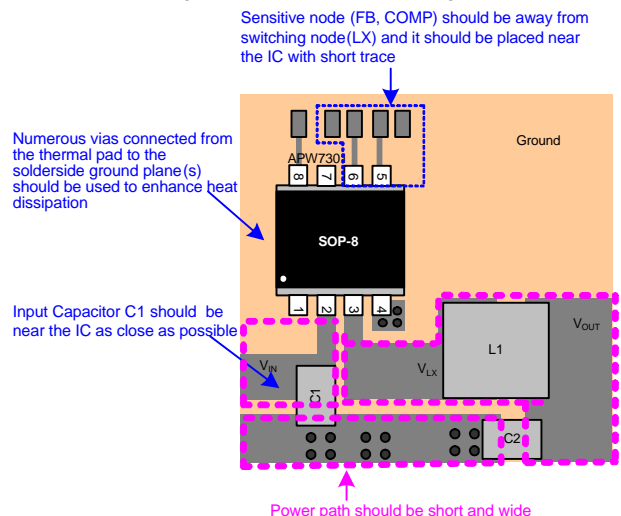 Sensitive node (FB, COMP) should be away from
switching node(LX) and it should be placed near
the IC with short trace
Numerous vias connected from
the thermal pad to the
solderside ground plane(s)
should be used to enhance heat
dissipation
Ground
APW730
8 7 6 5
SOP-8
1 2 3 4
Input Capacitor C1 should be
near the IC as close as possible
VIN
C1
VLX
L1
VOUT
C2
Power path should be short and wide